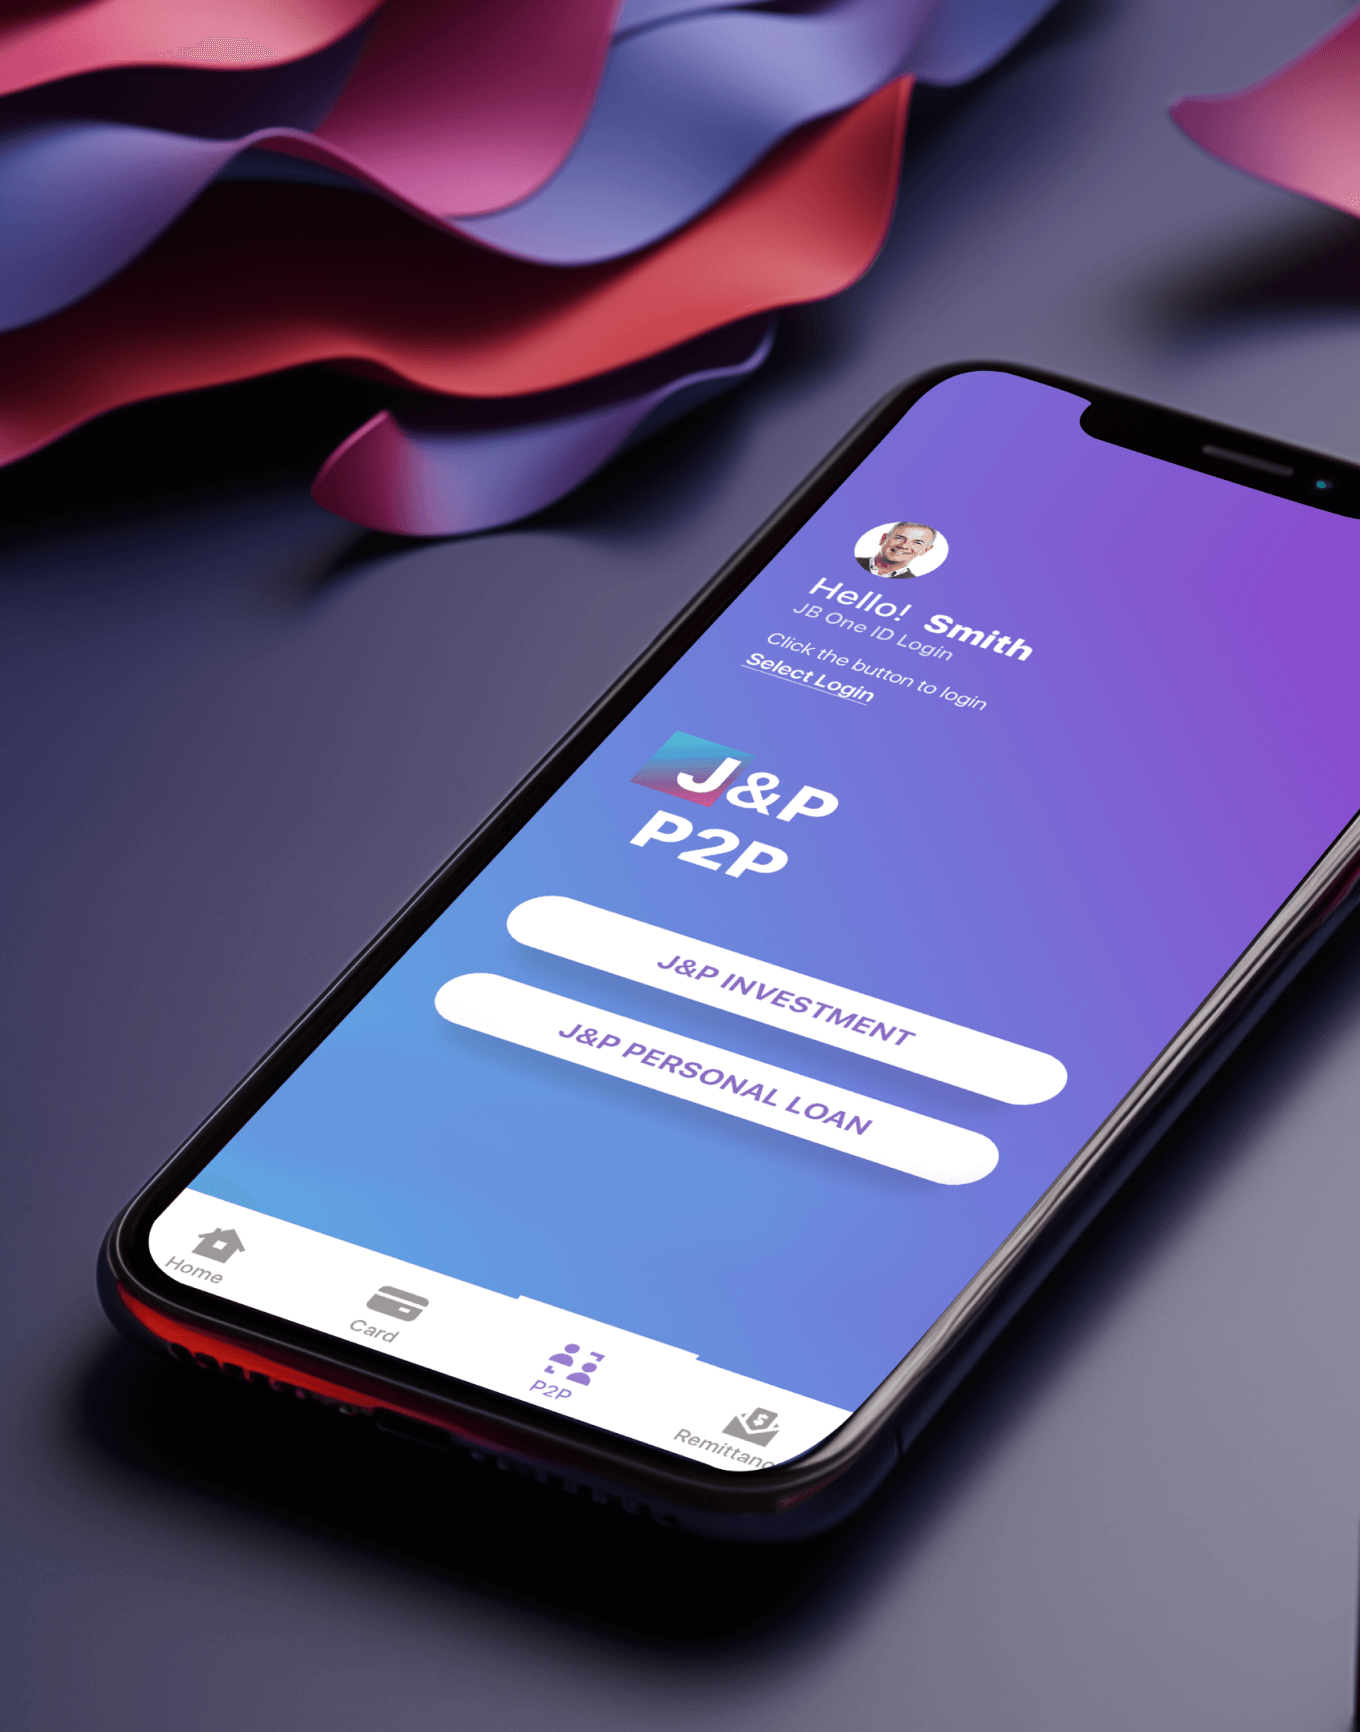 Hello! Smith
JB One ID Login
Click the button to login
Select Login
J&P
P2P
J&P INVESTMENT
J&P PERSONAL LOAN
Home
Card
P2P
Remittanc